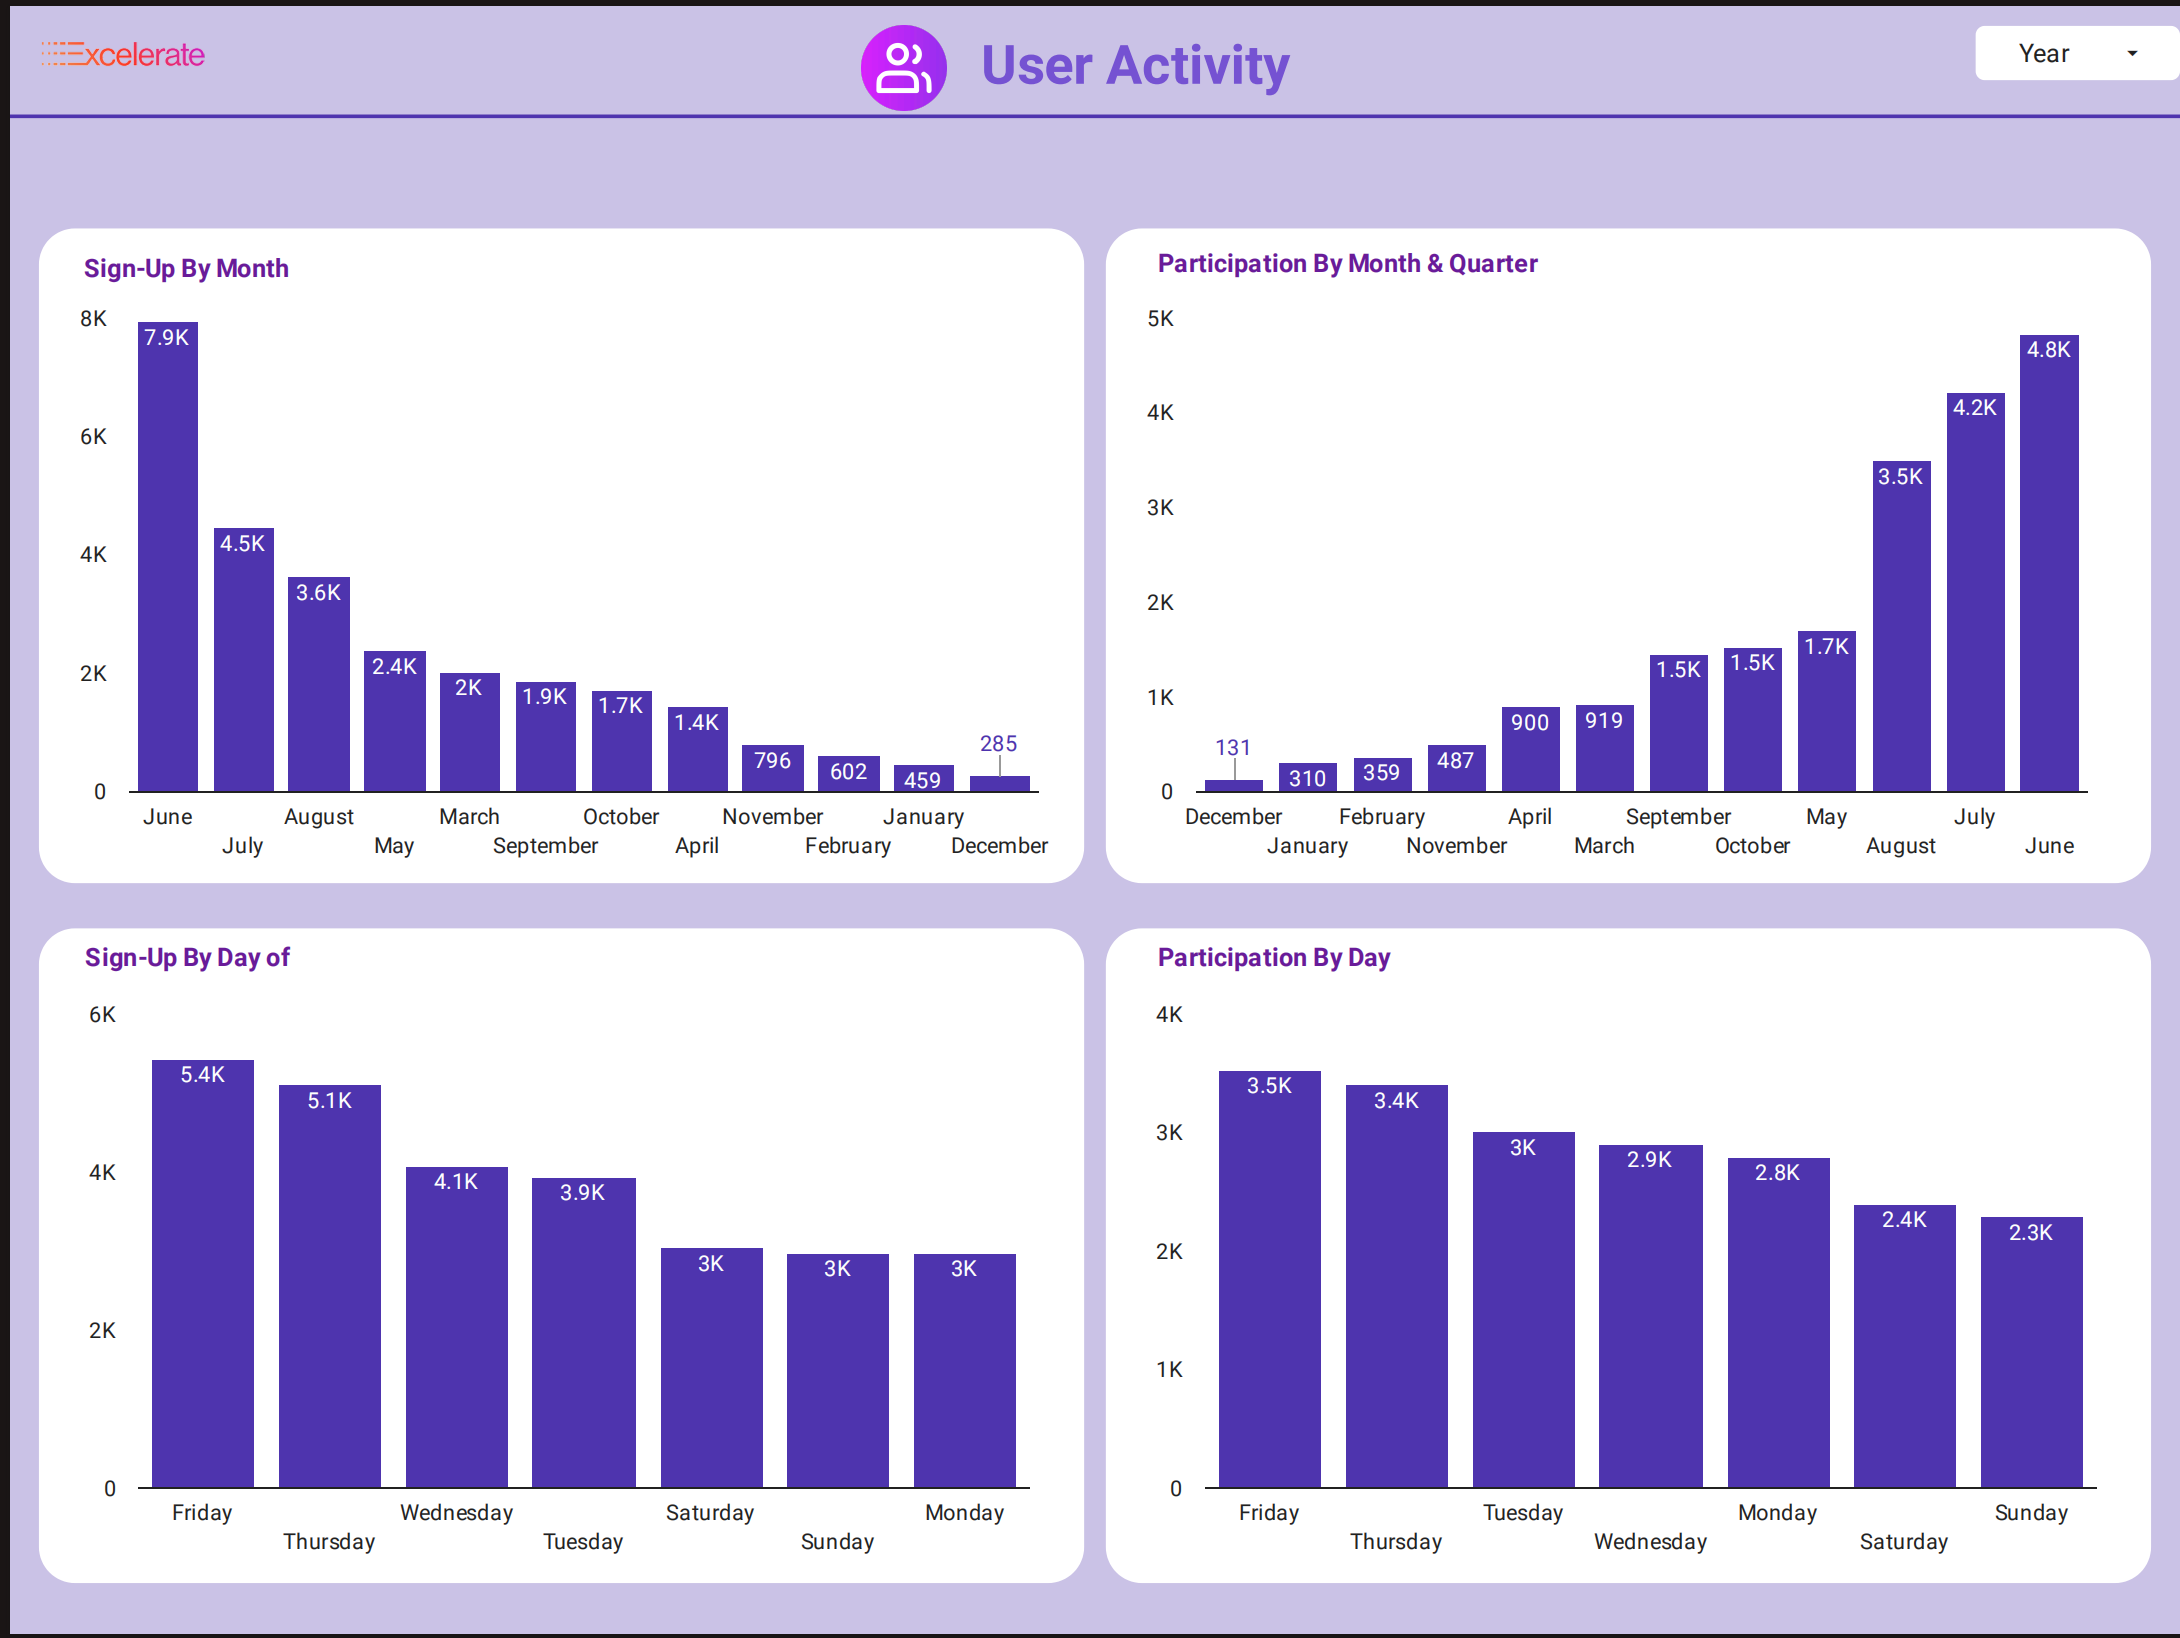 Excelerate
User Activity
Year
Sign-Up By Month
8K
6K
4K
2K
0
7.9K
4.5K
3.6K
2.4K
2K
1.9K
1.7K
1.4K
796
602
459
285
June
July
August
May
March
September
October
April
November
February
January
December
Participation By Month & Quarter
5K
4K
3K
2K
1K
0
131
310
359
487
900
919
1.5K
1.5K
1.7K
3.5K
4.2K
4.8K
December
January
February
November
April
March
September
October
May
August
July
June
Sign-Up By Day of
6K
4K
2K
0
5.4K
5.1K
4.1K
3.9K
3K
3K
3K
Friday
Thursday
Wednesday
Tuesday
Saturday
Sunday
Monday
Participation By Day
4K
3K
2K
1K
0
3.5K
3.4K
3K
2.9K
2.8K
2.4K
2.3K
Friday
Thursday
Tuesday
Wednesday
Monday
Saturday
Sunday